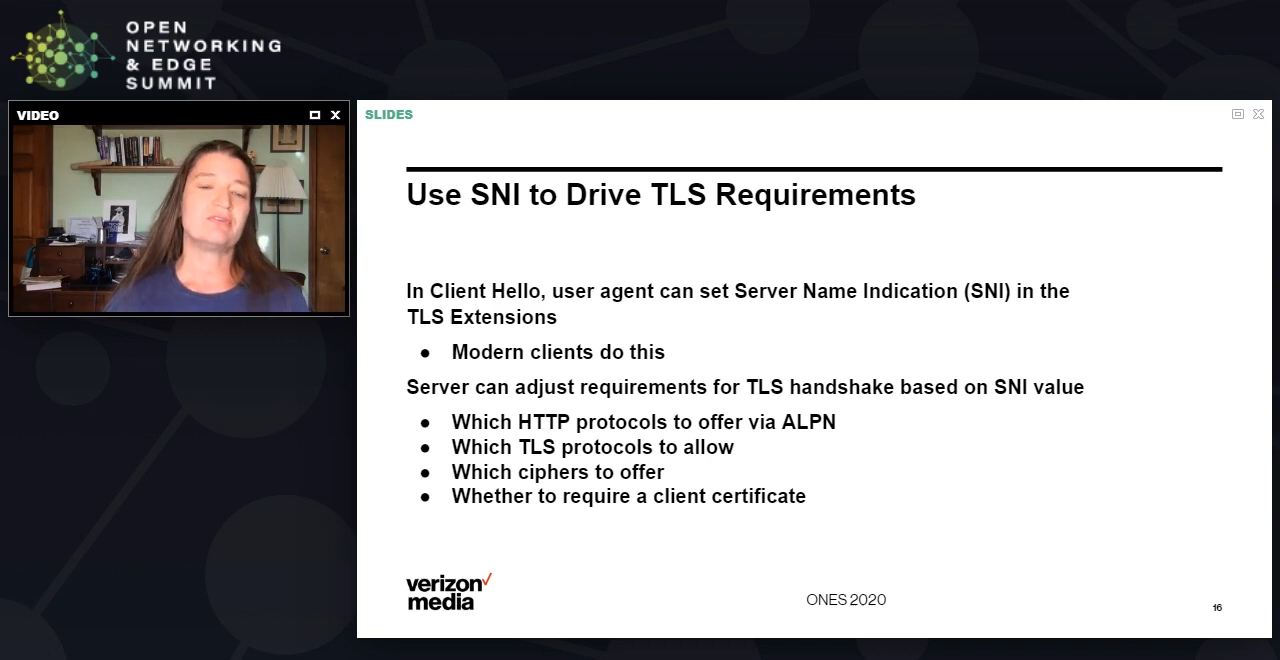 OPEN
NETWORKING
& EDGE
SUMMIT
VIDEO
SLIDES
Use SNI to Drive TLS Requirements
In Client Hello, user agent can set Server Name Indication (SNI) in the
TLS Extensions
● Modern clients do this
Server can adjust requirements for TLS handshake based on SNI value
● Which HTTP protocols to offer via ALPN
● Which TLS protocols to allow
● Which ciphers to offer
● Whether to require a client certificate
verizon✓
media
ONES 2020
16